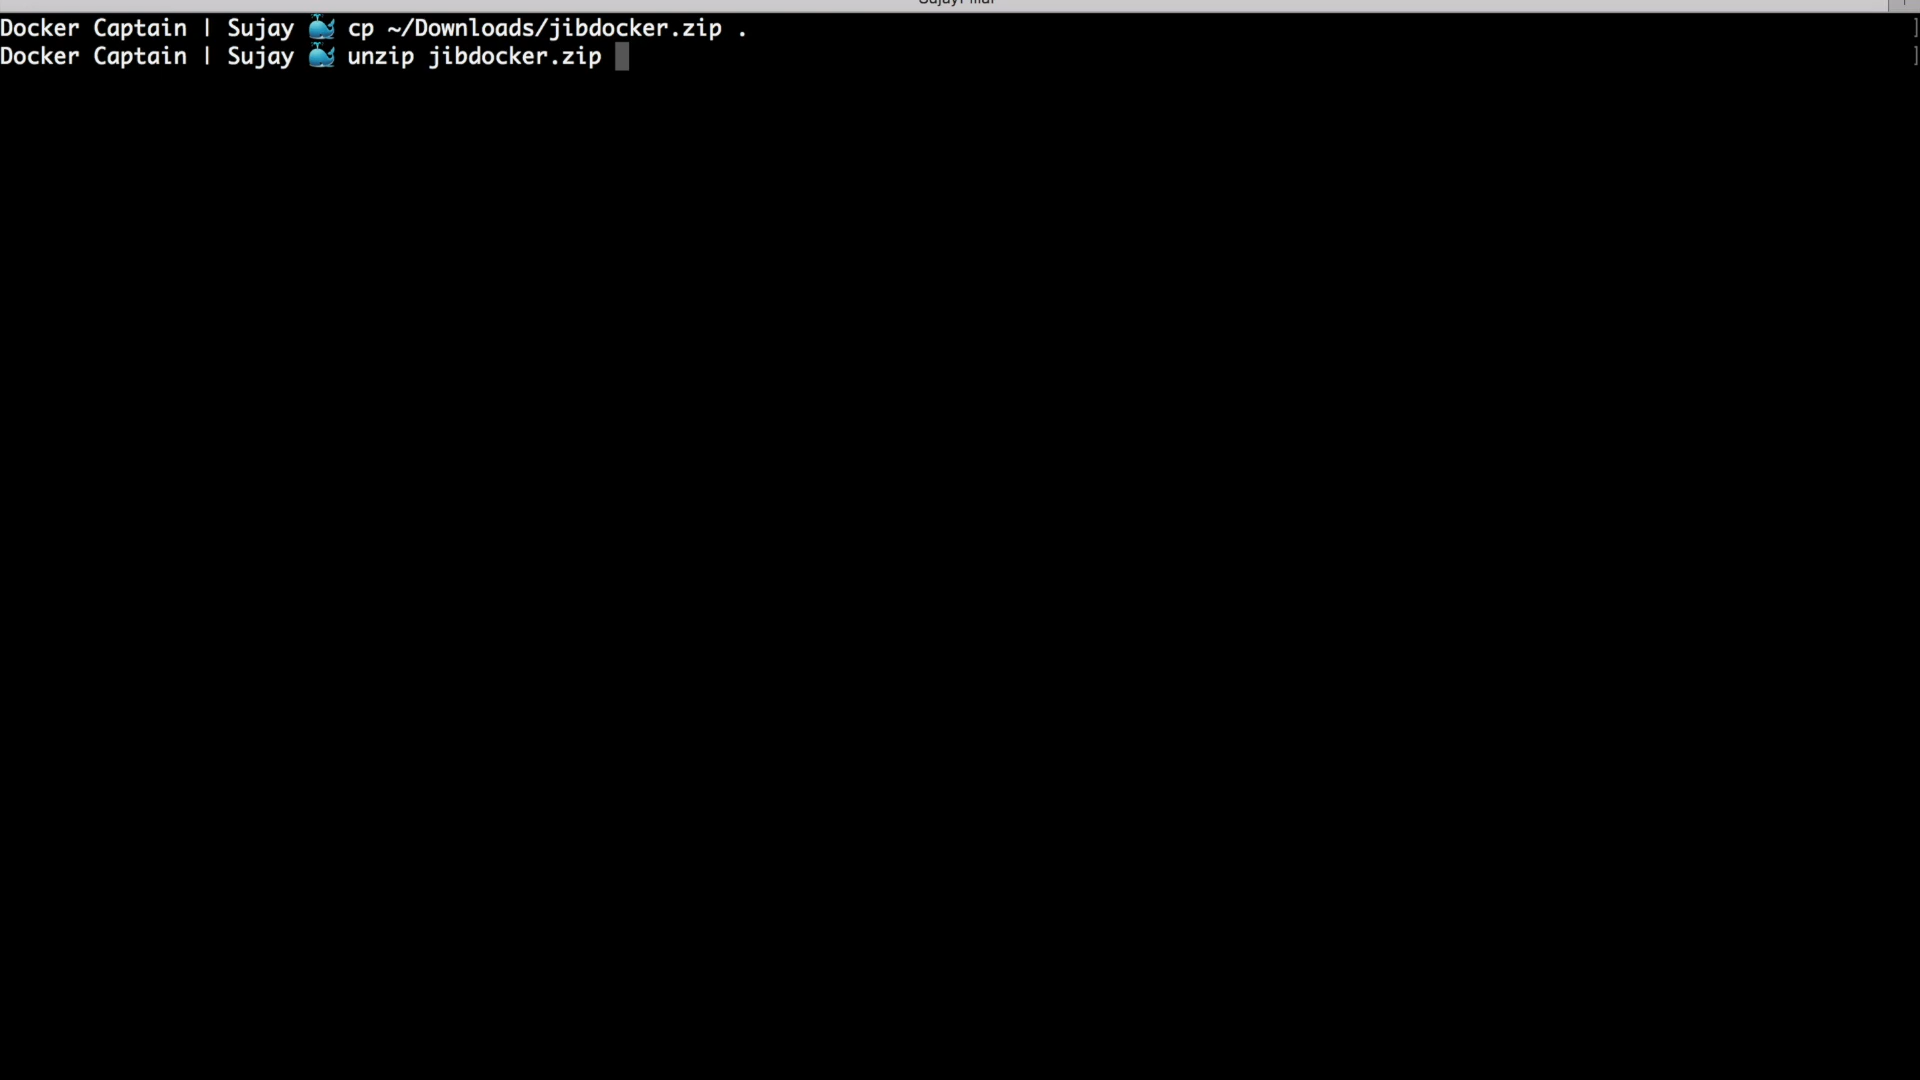 Docker Captain | Sujay 🐳 cp ~/Downloads/jibdocker.zip .
Docker Captain | Sujay 🐳 unzip jibdocker.zip